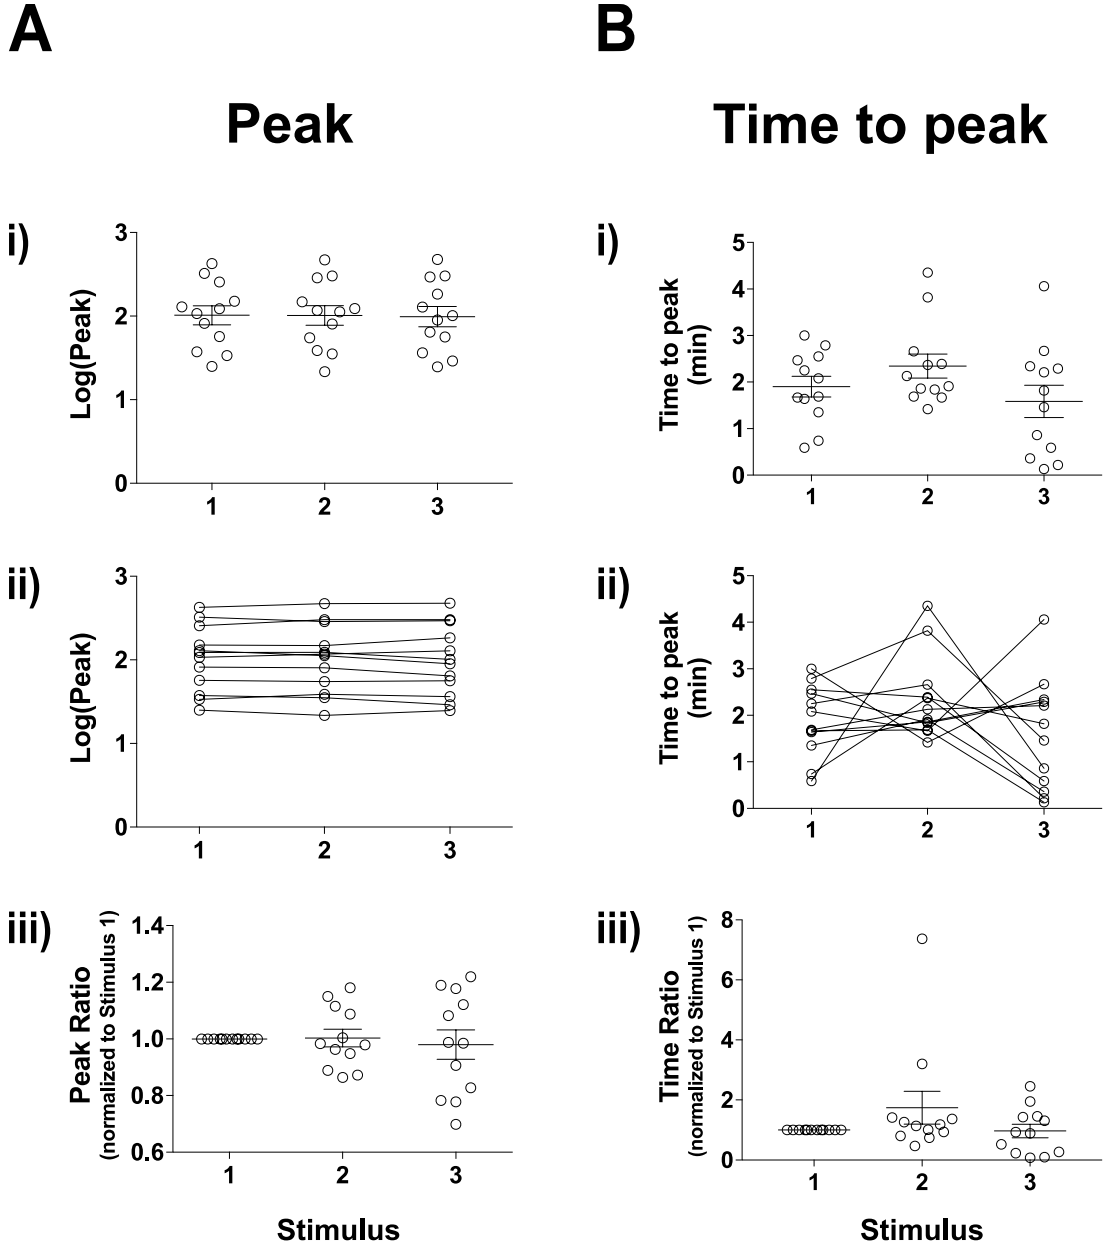 A
B
Peak
Time to peak
i)
Log(Peak)
3
2
1
0
1
2
3
i)
Time to peak
(min)
5
4
3
2
1
0
1
2
3
ii)
Log(Peak)
3
2
1
0
1
2
3
ii)
Time to peak
(min)
5
4
3
2
1
0
1
2
3
iii)
Peak Ratio
(normalized to Stimulus 1)
1.4
1.2
1.0
0.8
0.6
1
2
3
Stimulus
iii)
Time Ratio
(normalized to Stimulus 1)
8
6
4
2
0
1
2
3
Stimulus